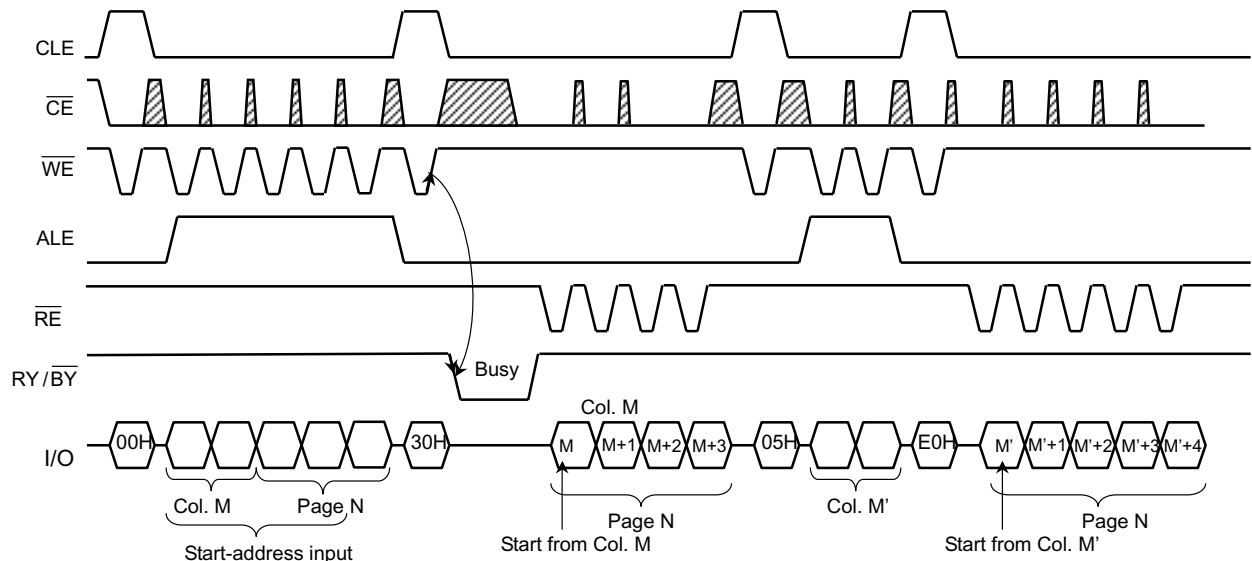 CLE
CE
WE
ALE
RE
RY / BY
Busy
Col. M
I/O
00H
30H
M
M+1
M+2
M+3
05H
E0H
M'
M'+1
M'+2
M'+3
M'+4
Col. M
Page N
Page N
Col. M'
Page N
Start-address input
Start from Col. M
Start from Col. M'